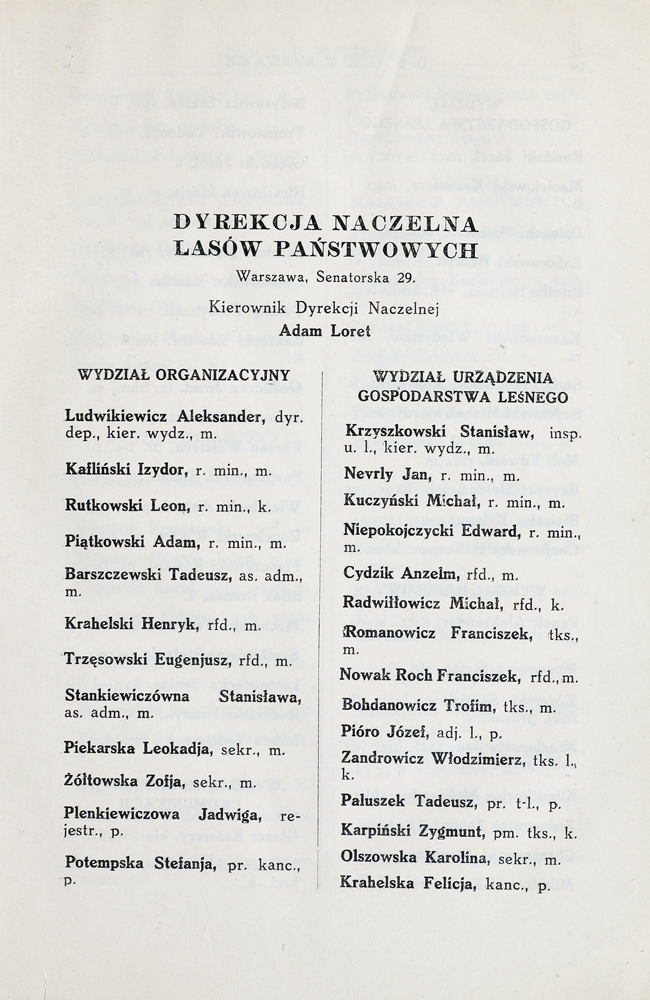 DYREKCJA NACZELNA
LASÓW PAŃSTWOWYCH
Warszawa, Senatorska 29.
Kierownik Dyrekcji Naczelnej
Adam Loret
WYDZIAŁ ORGANIZACYJNY
Ludwikiewicz Aleksander, dyr.
dep., kier. wydz., m.
Kafliński Izydor, r. min., m.
Rutkowski Leon, r. min., k.
Piątkowski Adam, r. min., m.
Barszczewski Tadeusz, as. adm.,
m.
Krahelski Henryk, rfd., m.
Trzęsowski Eugenjusz, rfd., m.
Stankiewiczówna Stanisława,
as. adm., m.
Piekarska Leokadja, sekr., m.
Żółtowska Zofja, sekr., m.
Plenkiewiczowa Jadwiga, re-
jestr., p.
Potempska Stefanja, pr. kanc.,
p.
WYDZIAŁ URZĄDZENIA
GOSPODARSTWA LEŚNEGO
Krzyszkowski Stanisław, insp.
u. l., kier. wydz., m.
Nevrly Jan, r. min., m.
Kuczyński Michał, r. min., m.
Niepokojczycki Edward, r. min.,
m.
Cydzik Anzelm, rfd., m.
Radwiłłowicz Michał, rfd., k.
Romanowicz Franciszek, tks.,
m.
Nowak Roch Franciszek, rfd., m.
Bohdanowicz Trofim, tks., m.
Pióro Józef, adj. l., p.
Zandrowicz Włodzimierz, tks. l.,
k.
Paluszek Tadeusz, pr. t-l., p.
Karpiński Zygmunt, pm. tks., k.
Olszowska Karolina, sekr., m.
Krahelska Felicja, kanc., p.